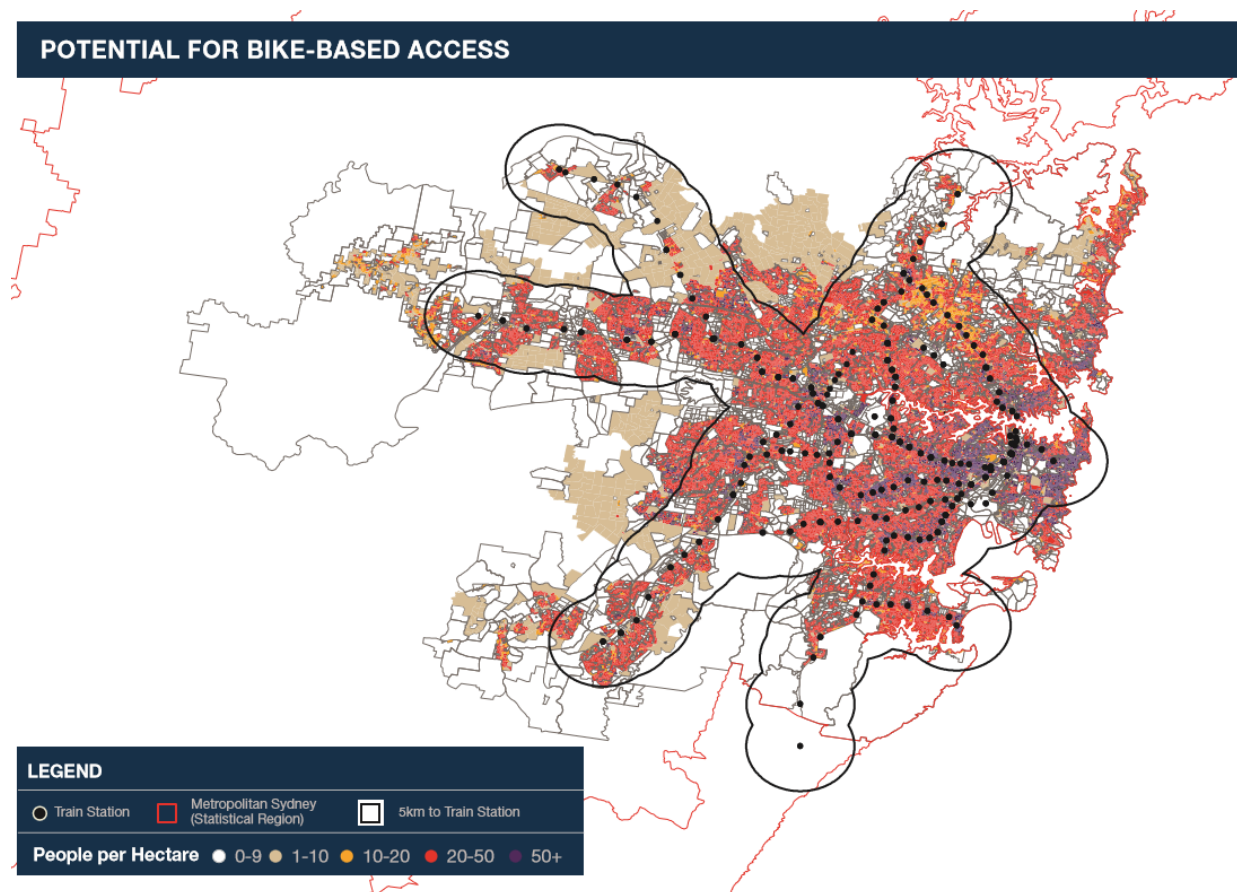 POTENTIAL FOR BIKE-BASED ACCESS
LEGEND
Train Station
Metropolitan Sydney
(Statistical Region)
5km to Train Station
People per Hectare 0-9 1-10 10-20 20-50 50+